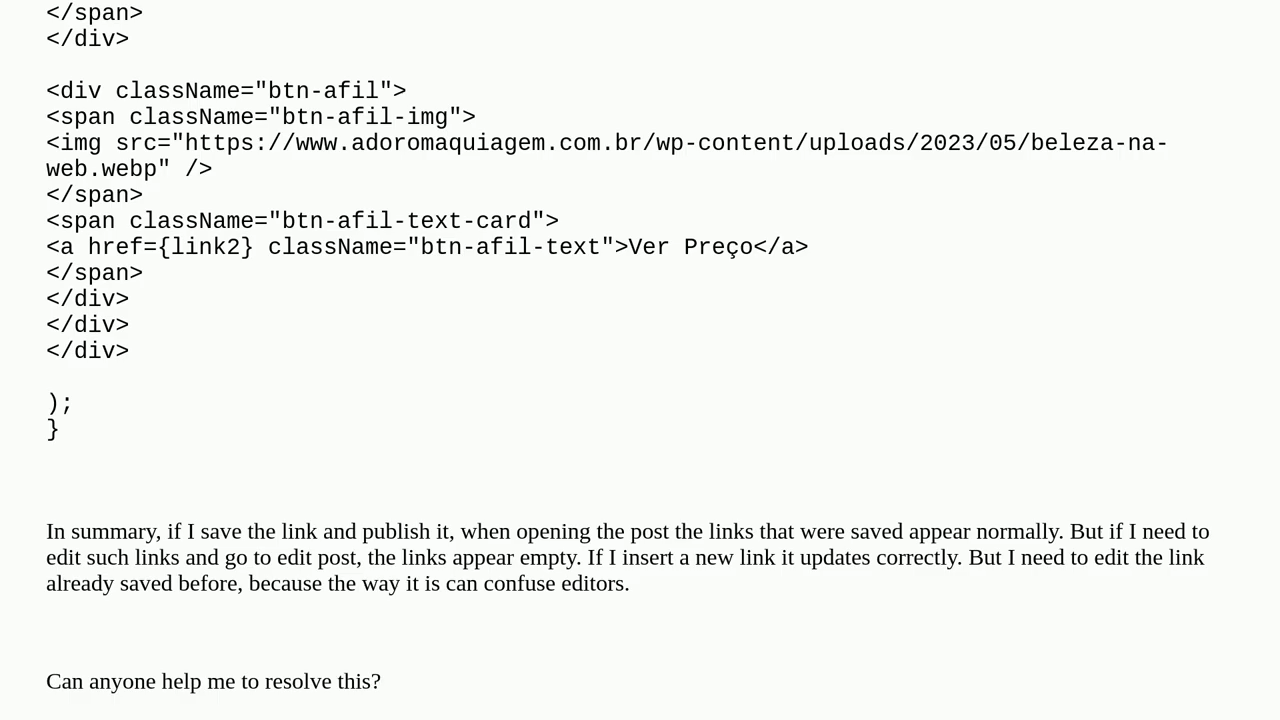 </span>
</div>
<div className="btn-afil">
<span className="btn-afil-img">
<img src="https://www.adoromaquiagem.com.br/wp-content/uploads/2023/05/beleza-na-
web.webp" />
</span>
<span className="btn-afil-text-card">
<a href={link2} className="btn-afil-text">Ver Preço</a>
</span>
</div>
</div>
</div>
);
}
In summary, if I save the link and publish it, when opening the post the links that were saved appear normally. But if I need to
edit such links and go to edit post, the links appear empty. If I insert a new link it updates correctly. But I need to edit the link
already saved before, because the way it is can confuse editors.
Can anyone help me to resolve this?